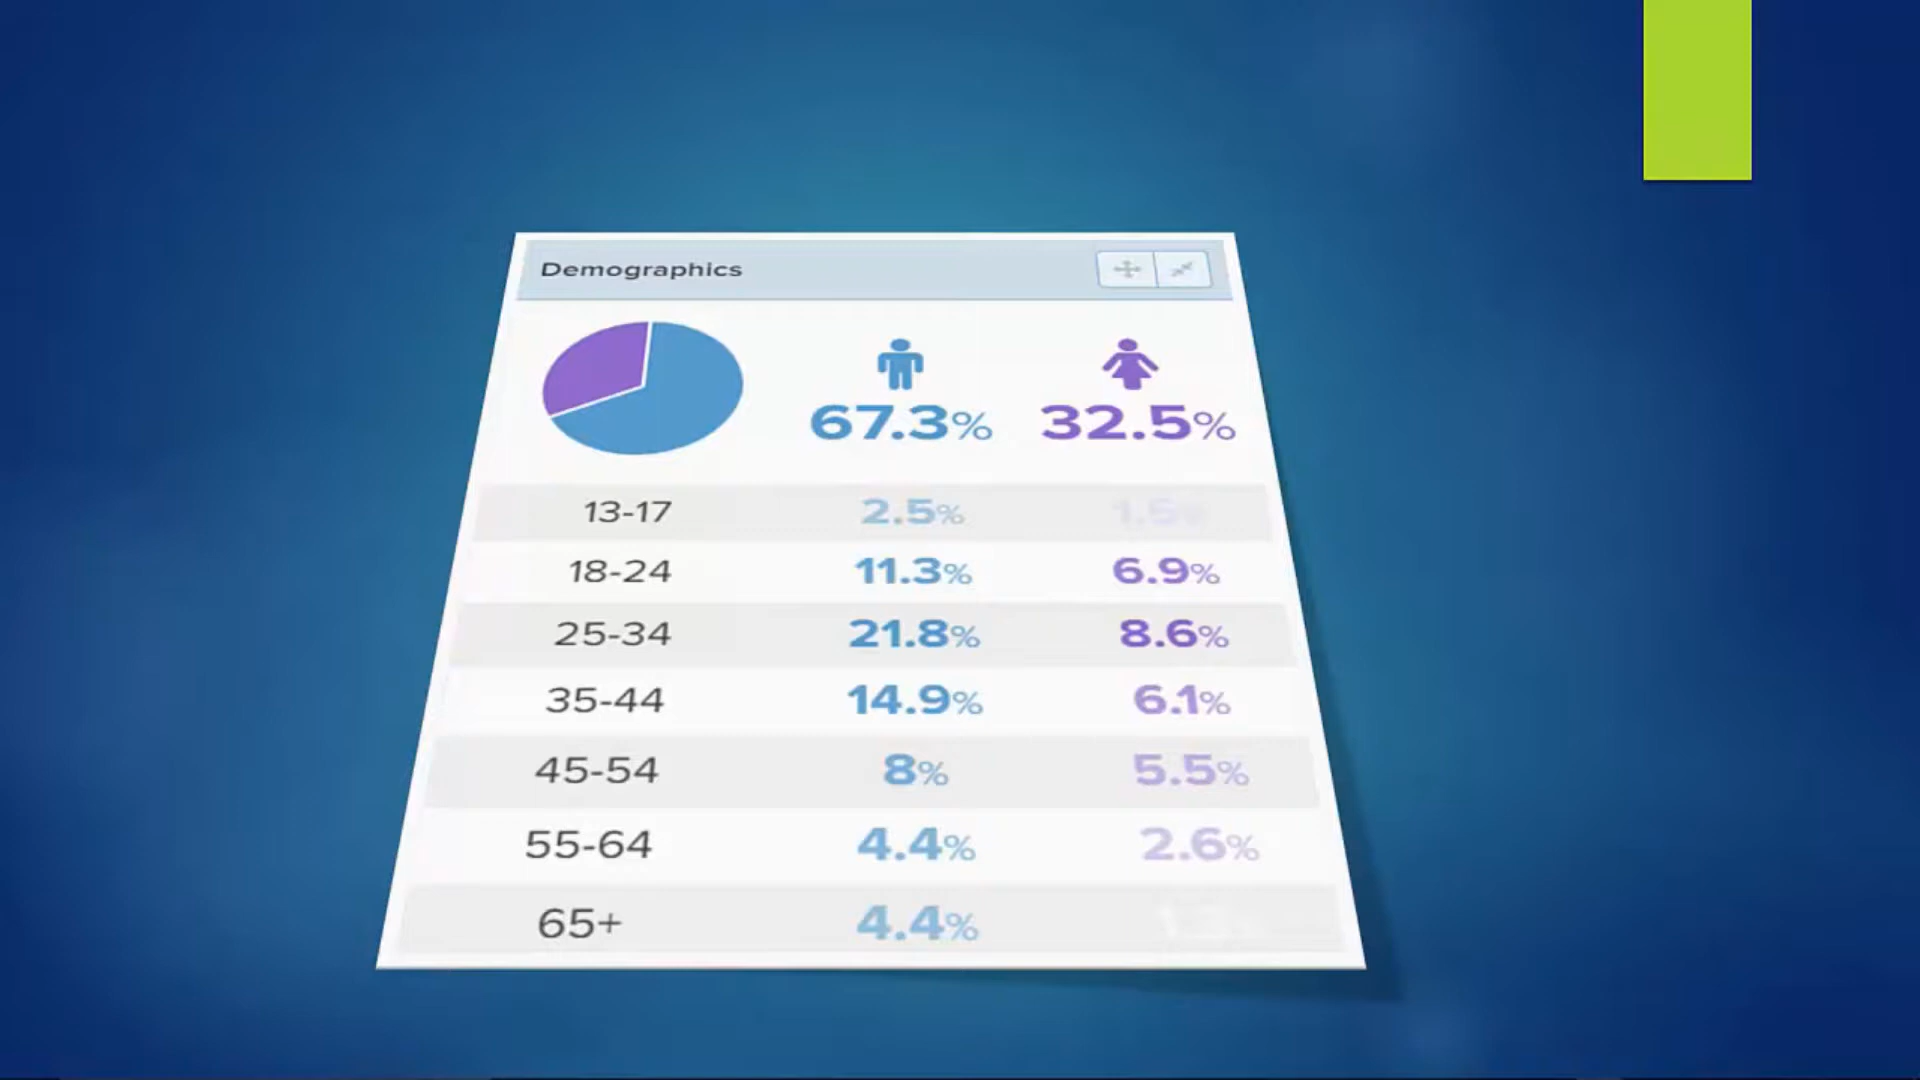 Demographics
67.3% 32.5%
13-17 2.5% 1.5%
18-24 11.3% 6.9%
25-34 21.8% 8.6%
35-44 14.9% 6.1%
45-54 8% 5.5%
55-64 4.4% 2.6%
65+ 4.4%